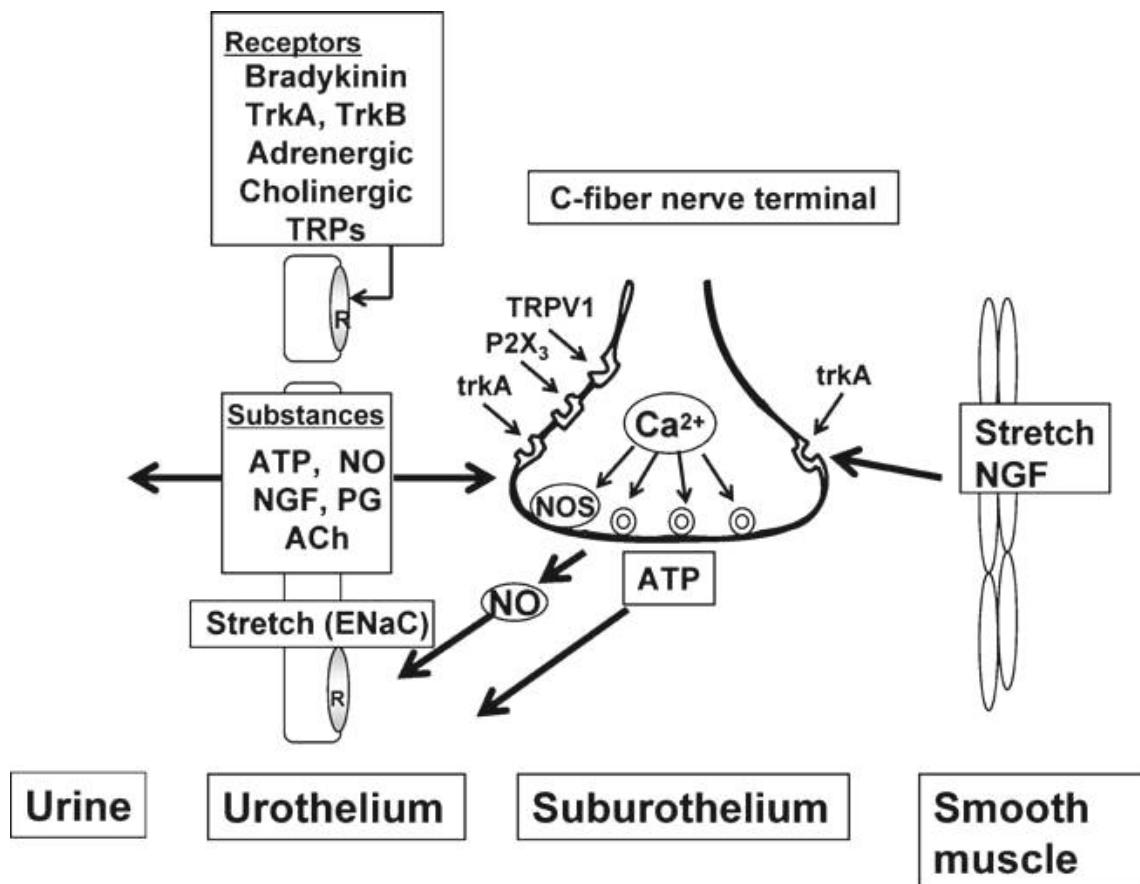 Receptors
Bradykinin
TrkA, TrkB
Adrenergic
Cholinergic
TRPs
R
C-fiber nerve terminal
TRPV1
P2X₃
trkA
Ca²⁺
NOS
trkA
Stretch
NGF
Substances
ATP, NO
NGF, PG
ACh
Stretch (ENaC)
R
NO
ATP
Urine
Urothelium
Suburothelium
Smooth
muscle